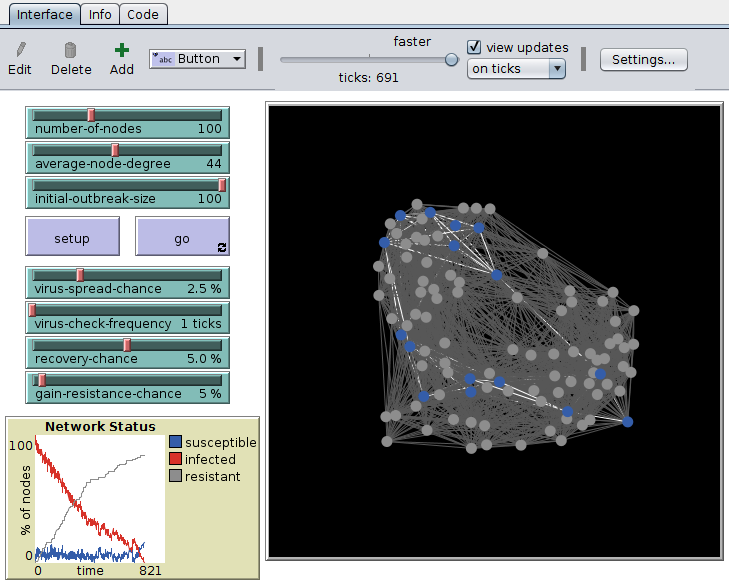 Interface Info Code
Edit Delete Add abc Button faster ticks: 691 view updates on ticks Settings...
number-of-nodes 100
average-node-degree 44
initial-outbreak-size 100
setup go
virus-spread-chance 2.5 %
virus-check-frequency 1 ticks
recovery-chance 5.0 %
gain-resistance-chance 5 %
Network Status
% of nodes
100
0
0 time 821
susceptible
infected
resistant